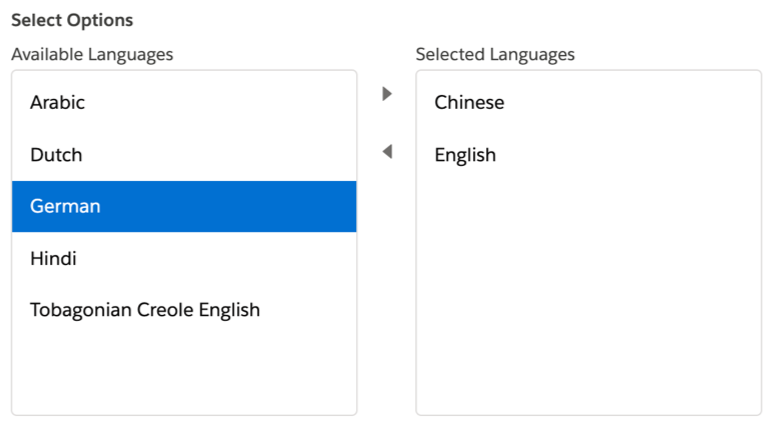 Select Options
Available Languages
Arabic
Dutch
German
Hindi
Tobagonian Creole English
Selected Languages
Chinese
English